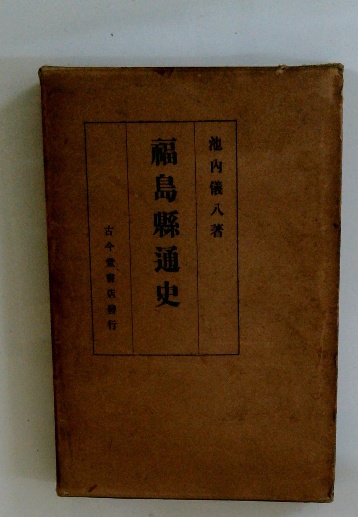 池内儀八著
福島縣通史
古今堂書店發行